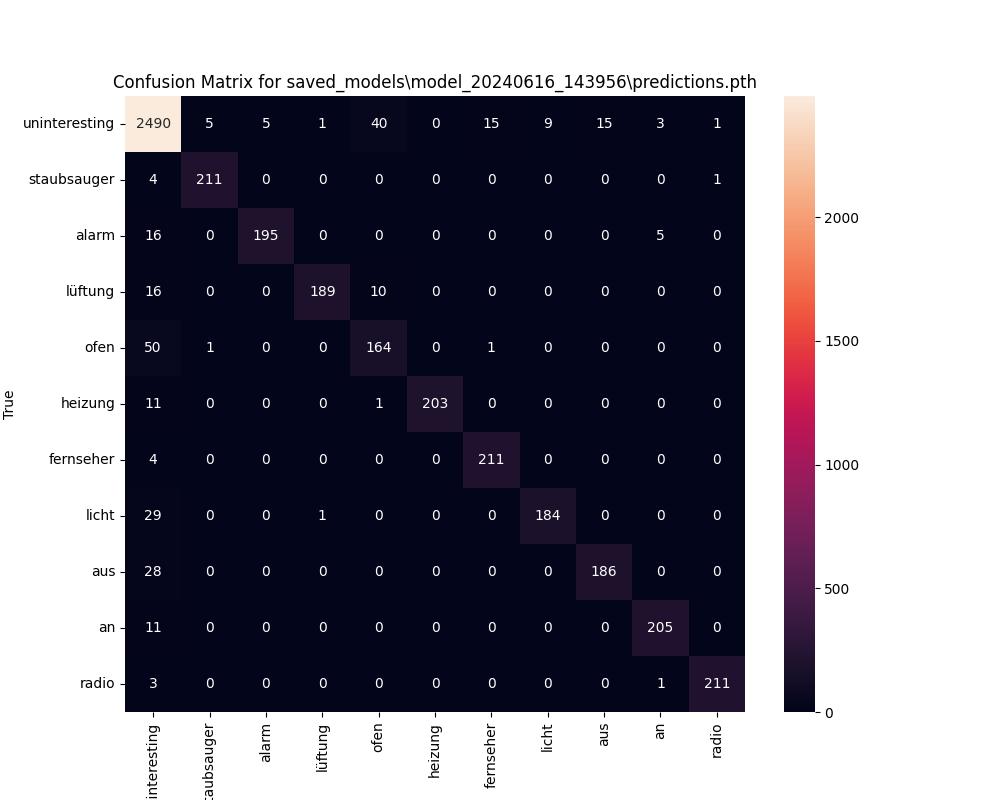 Confusion Matrix for saved_models\model_20240616_143956\predictions.pth
uninteresting 2490 5 5 1 40 0 15 9 15 3 1
staubsauger 4 211 0 0 0 0 0 0 0 0 1
alarm 16 0 195 0 0 0 0 0 0 5 0
lüftung 16 0 0 189 10 0 0 0 0 0 0
ofen 50 1 0 0 164 0 1 0 0 0 0
heizung 11 0 0 0 1 203 0 0 0 0 0
fernseher 4 0 0 0 0 0 211 0 0 0 0
licht 29 0 0 1 0 0 0 184 0 0 0
aus 28 0 0 0 0 0 0 0 186 0 0
an 11 0 0 0 0 0 0 0 0 205 0
radio 3 0 0 0 0 0 0 0 0 1 211
True
interesting
taubsauger
alarm
lüftung
ofen
heizung
fernseher
licht
aus
an
radio
2000
1500
1000
500
0